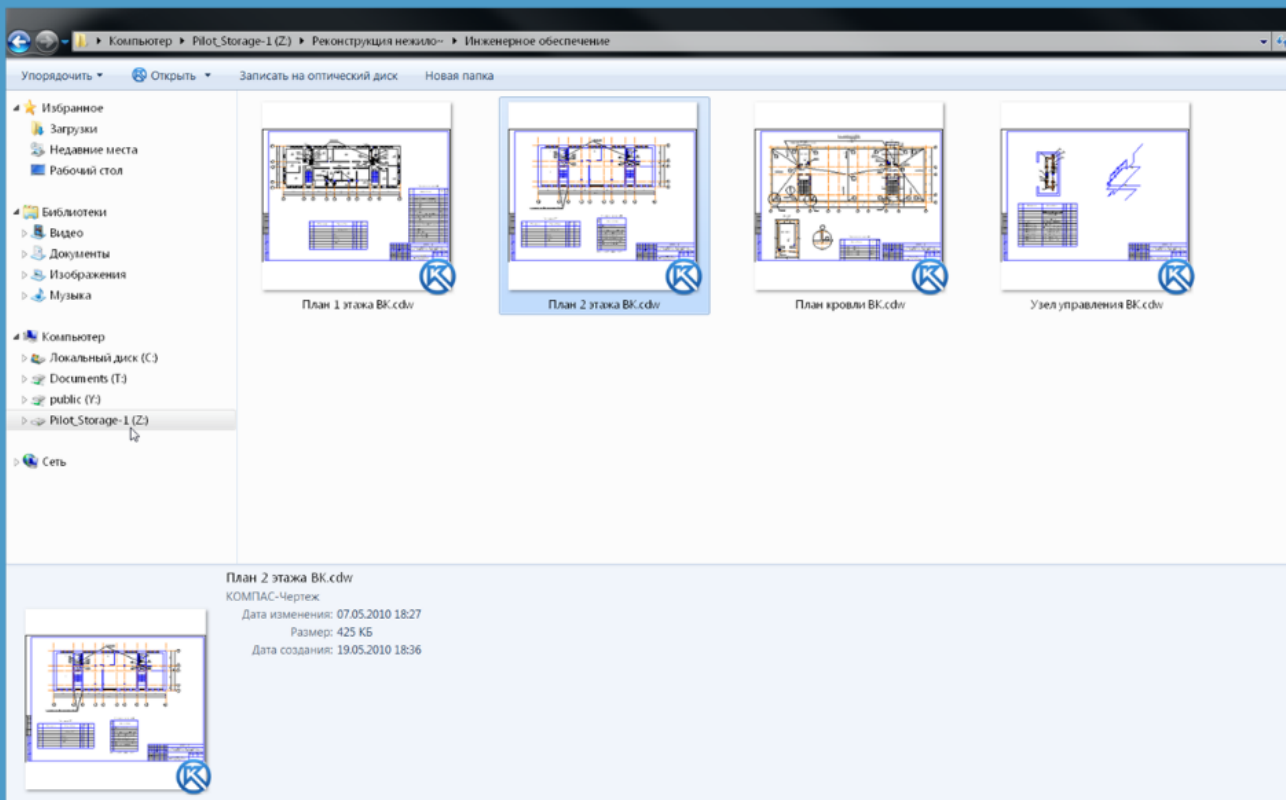 Компьютер Pilot_Storage-1 (Z:) Реконструкция нежило~ Инженерное обеспечение
Упорядочить Открыть Записать на оптический диск Новая папка
Избранное
Загрузки
Недавние места
Рабочий стол
Библиотеки
Видео
Документы
Изображения
Музыка
Компьютер
Локальный диск (C:)
Documents (T:)
public (Y:)
Pilot_Storage-1 (Z:)
Сеть
План 1 этажа ВК.cdw
План 2 этажа ВК.cdw
План кровли ВК.cdw
Узел управления ВК.cdw
План 2 этажа ВК.cdw
КОМПАС-Чертеж
Дата изменения: 07.05.2010 18:27
Размер: 425 КБ
Дата создания: 19.05.2010 18:36